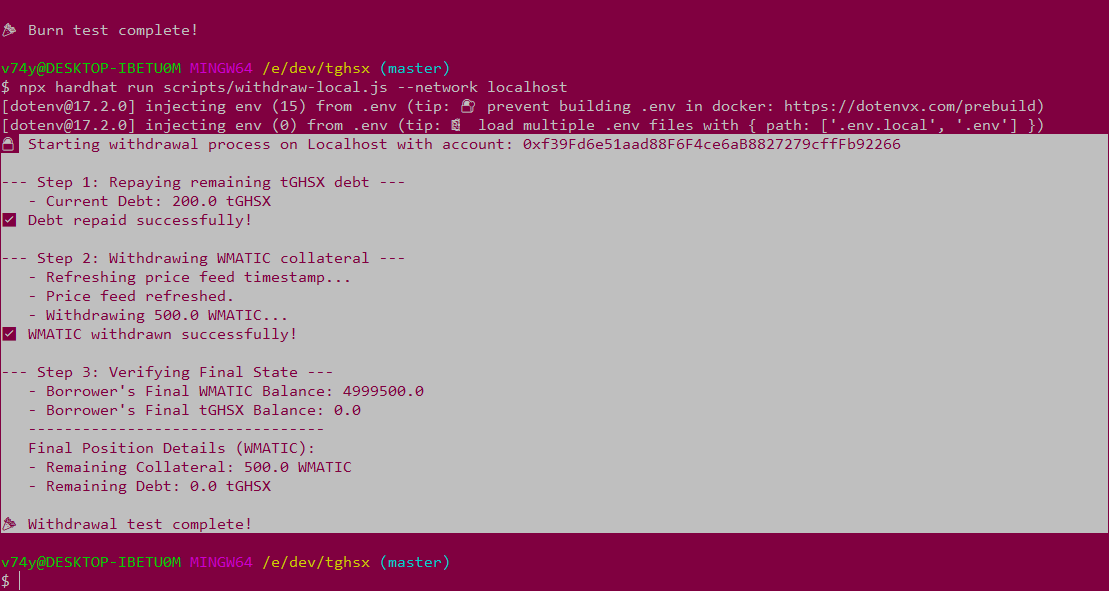 🎉 Burn test complete!
v74y@DESKTOP-IBETU0M MINGW64 /e/dev/tghsx (master)
$ npx hardhat run scripts/withdraw-local.js --network localhost
[dotenv@17.2.0] injecting env (15) from .env (tip: 🔐 prevent building .env in docker: https://dotenvx.com/prebuild)
[dotenv@17.2.0] injecting env (0) from .env (tip: 🛠 load multiple .env files with { path: ['.env.local', '.env'] })
🔒 Starting withdrawal process on Localhost with account: 0xf39Fd6e51aad88F6F4ce6aB8827279cffFb92266
--- Step 1: Repaying remaining tGHSX debt ---
- Current Debt: 200.0 tGHSX
✅ Debt repaid successfully!
--- Step 2: Withdrawing WMATIC collateral ---
- Refreshing price feed timestamp...
- Price feed refreshed.
- Withdrawing 500.0 WMATIC...
✅ WMATIC withdrawn successfully!
--- Step 3: Verifying Final State ---
- Borrower's Final WMATIC Balance: 4999500.0
- Borrower's Final tGHSX Balance: 0.0
---------------------------------
Final Position Details (WMATIC):
- Remaining Collateral: 500.0 WMATIC
- Remaining Debt: 0.0 tGHSX
🎉 Withdrawal test complete!
v74y@DESKTOP-IBETU0M MINGW64 /e/dev/tghsx (master)
$